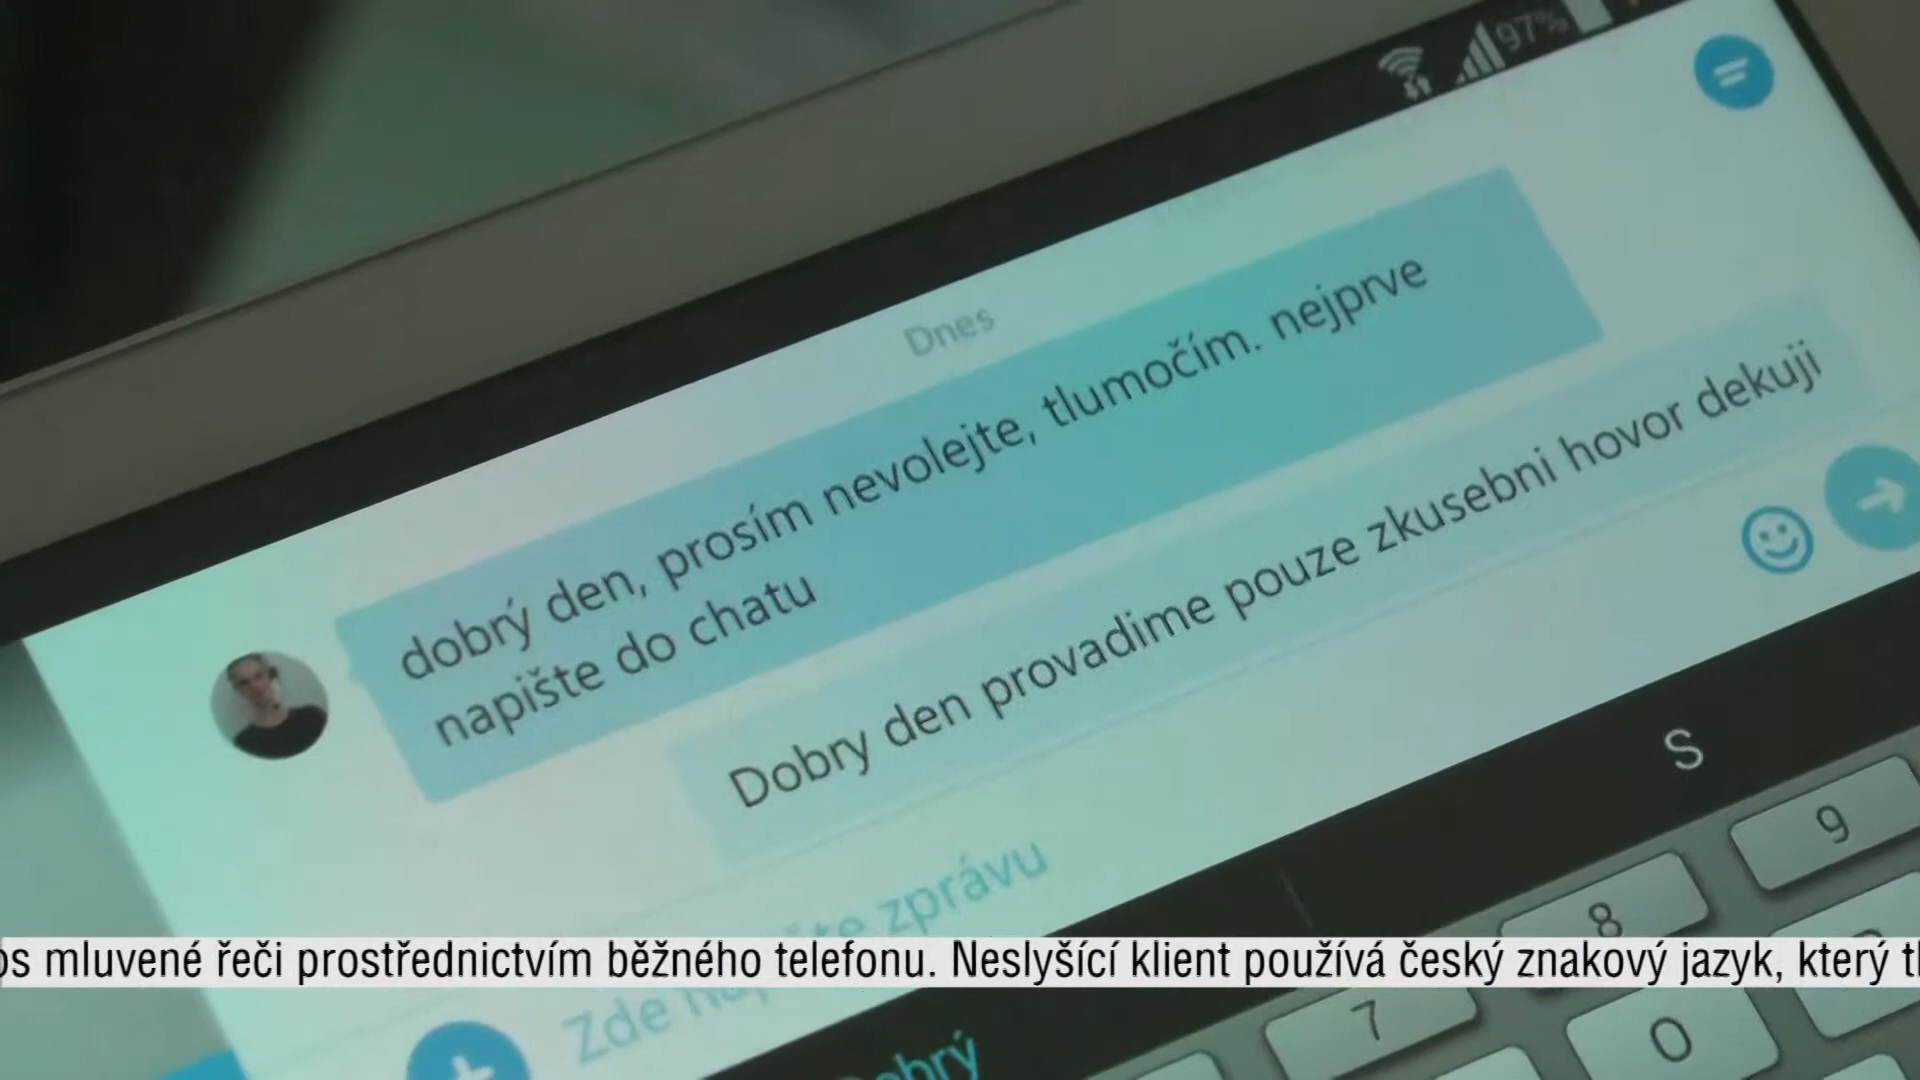 97%
Dnes
dobrý den, prosím nevolejte, tlumočím. nejprve
napište do chatu
Dobry den provadime pouze zkusebni hovor dekuji
Zde zprávu
S
9
8
mluvené řeči prostřednictvím běžného telefonu. Neslyšící klient používá český znakový jazyk, který
7
0